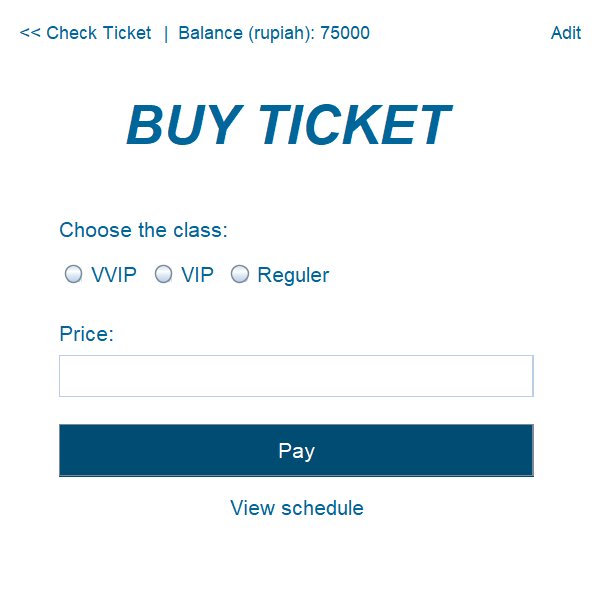 << Check Ticket | Balance (rupiah): 75000 Adit
BUY TICKET
Choose the class:
VVIP VIP Reguler
Price:
Pay
View schedule